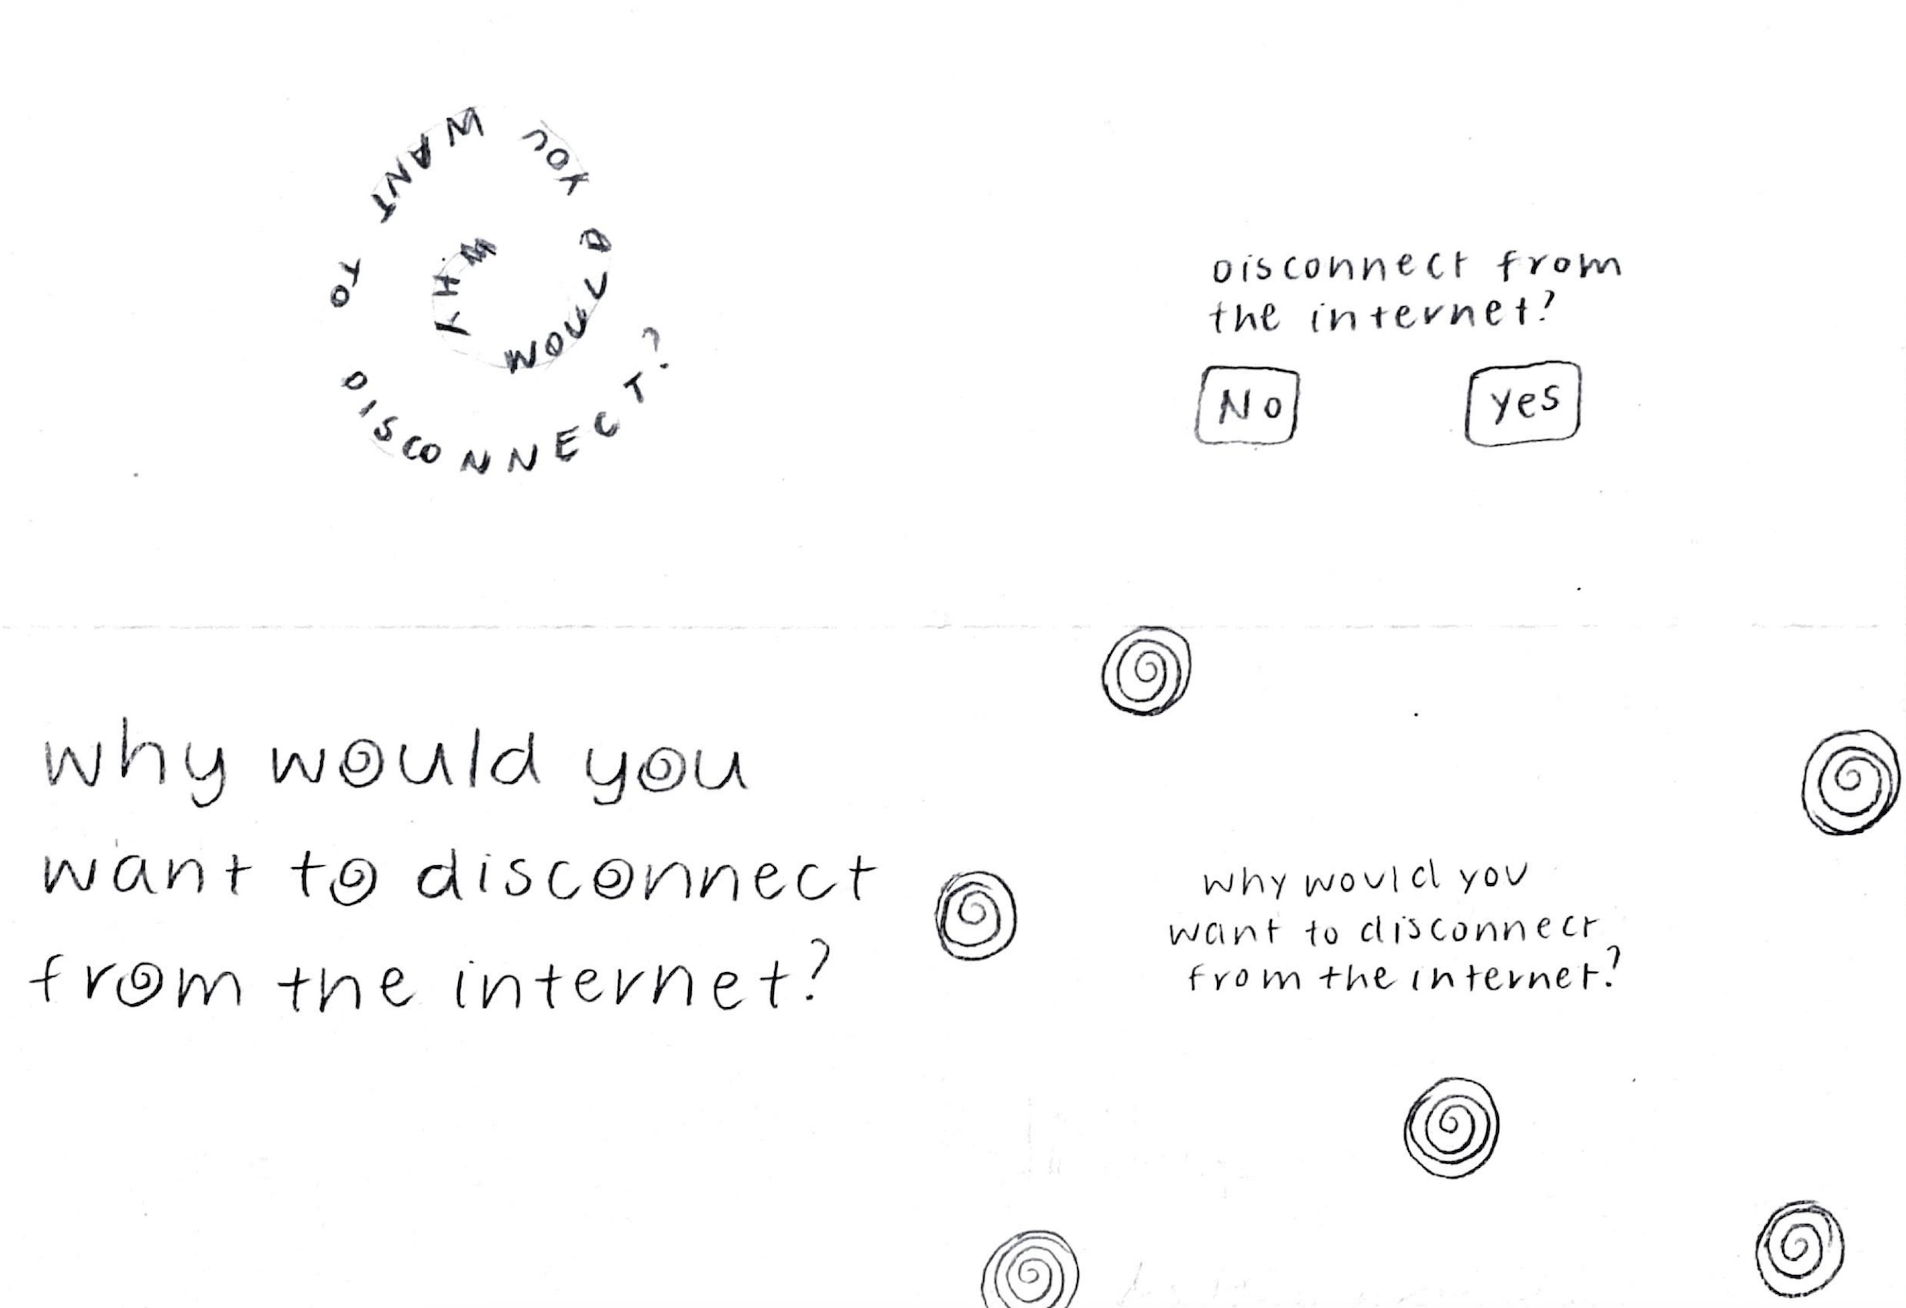 WHY WOULD YOU WANT TO DISCONNECT?
Disconnect from
the internet?
No
Yes
why would you
want to disconnect
from the internet?
why would you
want to disconnect
from the internet?